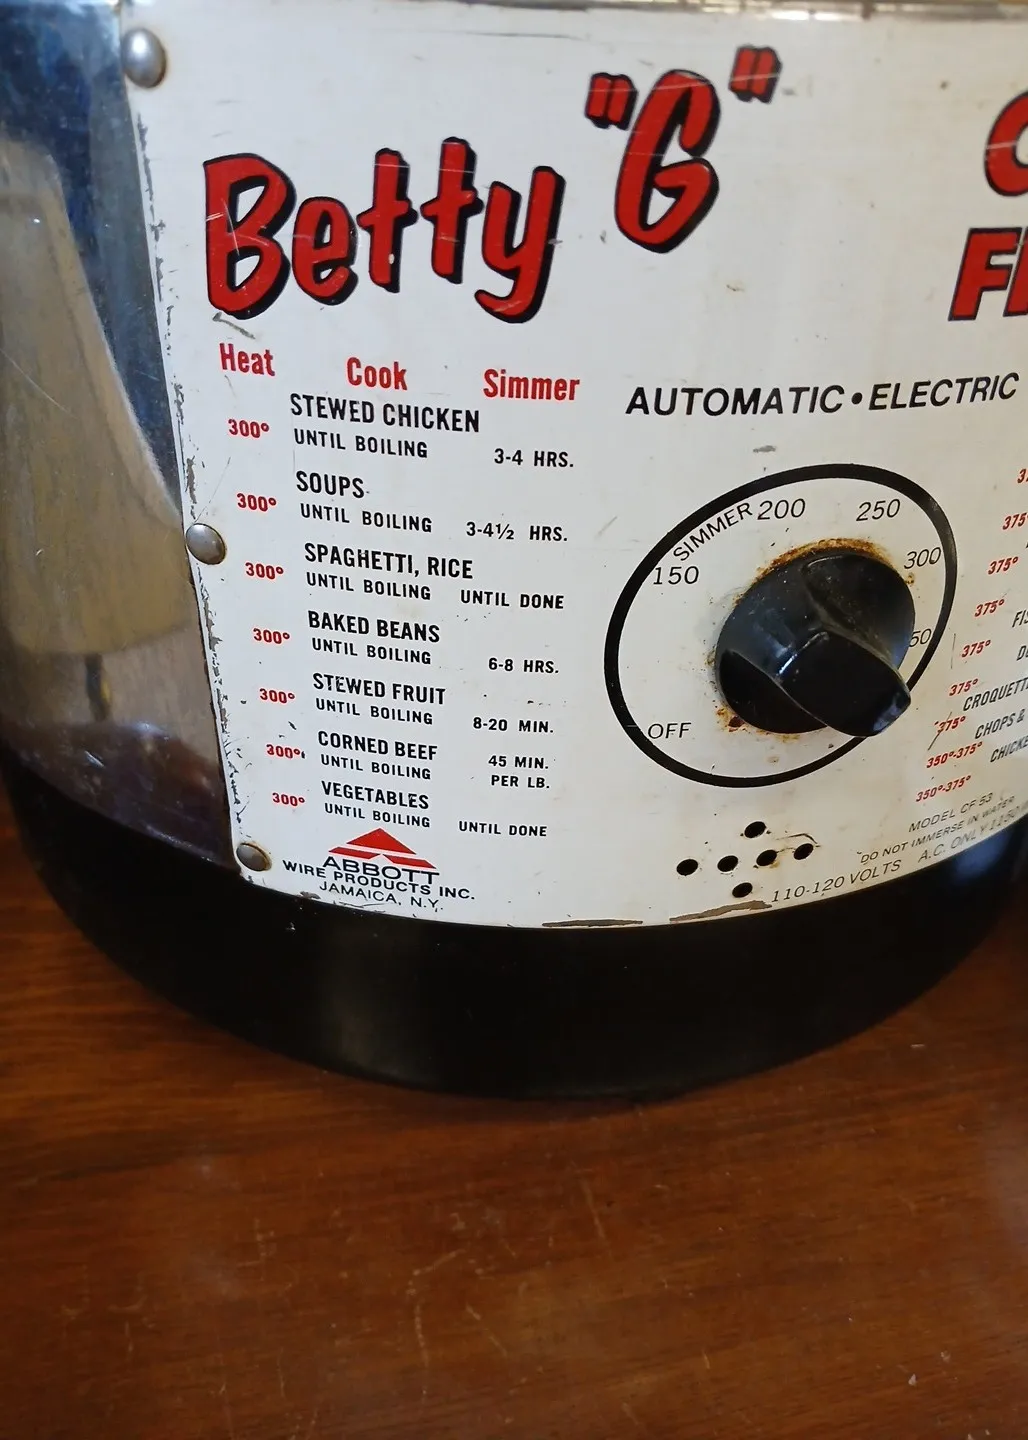 Betty "G"
Heat Cook Simmer
STEWED CHICKEN
300° UNTIL BOILING 3-4 HRS.
SOUPS
300° UNTIL BOILING 3-4½ HRS.
SPAGHETTI, RICE
300° UNTIL BOILING UNTIL DONE
BAKED BEANS
300° UNTIL BOILING 6-8 HRS.
STEWED FRUIT
300° UNTIL BOILING 8-20 MIN.
CORNED BEEF
300° UNTIL BOILING 45 MIN.
PER LB.
VEGETABLES
300° UNTIL BOILING UNTIL DONE
ABBOTT
WIRE PRODUCTS INC.
JAMAICA, N.Y.
AUTOMATIC • ELECTRIC
OFF
150
SIMMER
200
250
300
375°
375°
375°
375°
375°
375°
350°-375° CHOPS &
350°-375°
MODEL CF 53
DO NOT IMMERSE IN WATER
110-120 VOLTS A.C. ONLY